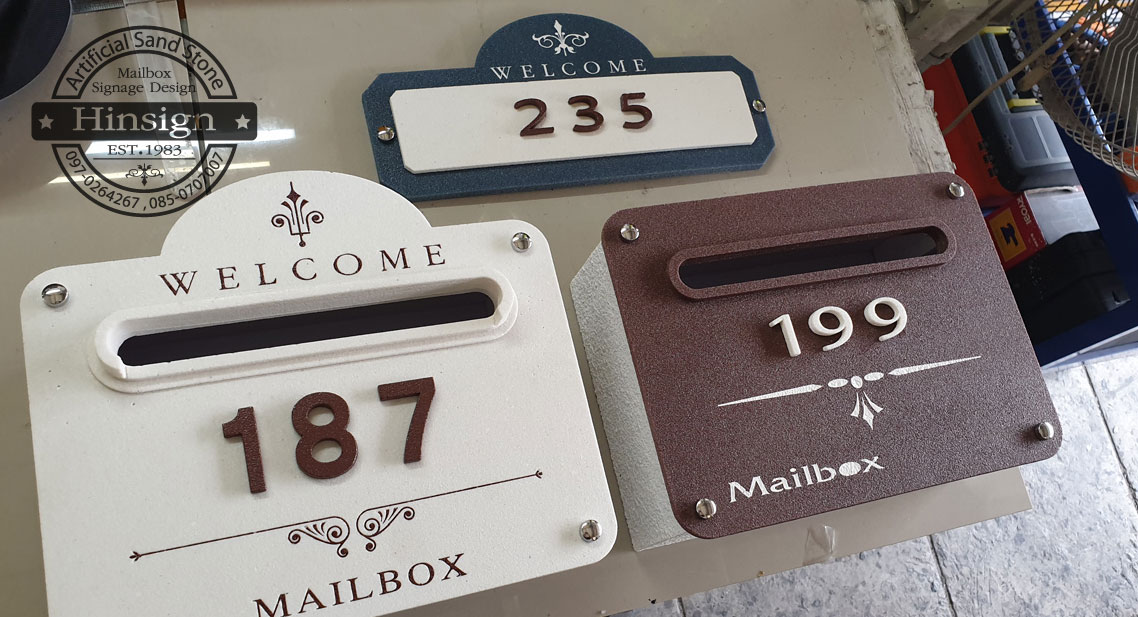 Artificial Sand Stone
Mailbox
Signage Design
Hinsign
EST.1983
097-0264267 , 085-0707007
WELCOME
235
WELCOME
187
MAILBOX
199
Mailbox